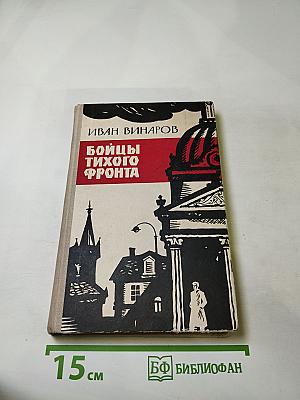 ИВАН ВИНАРОВ
БОЙЦЫ
ТИХОГО
ФРОНТА
15 см
БФ БИБЛИОФАН